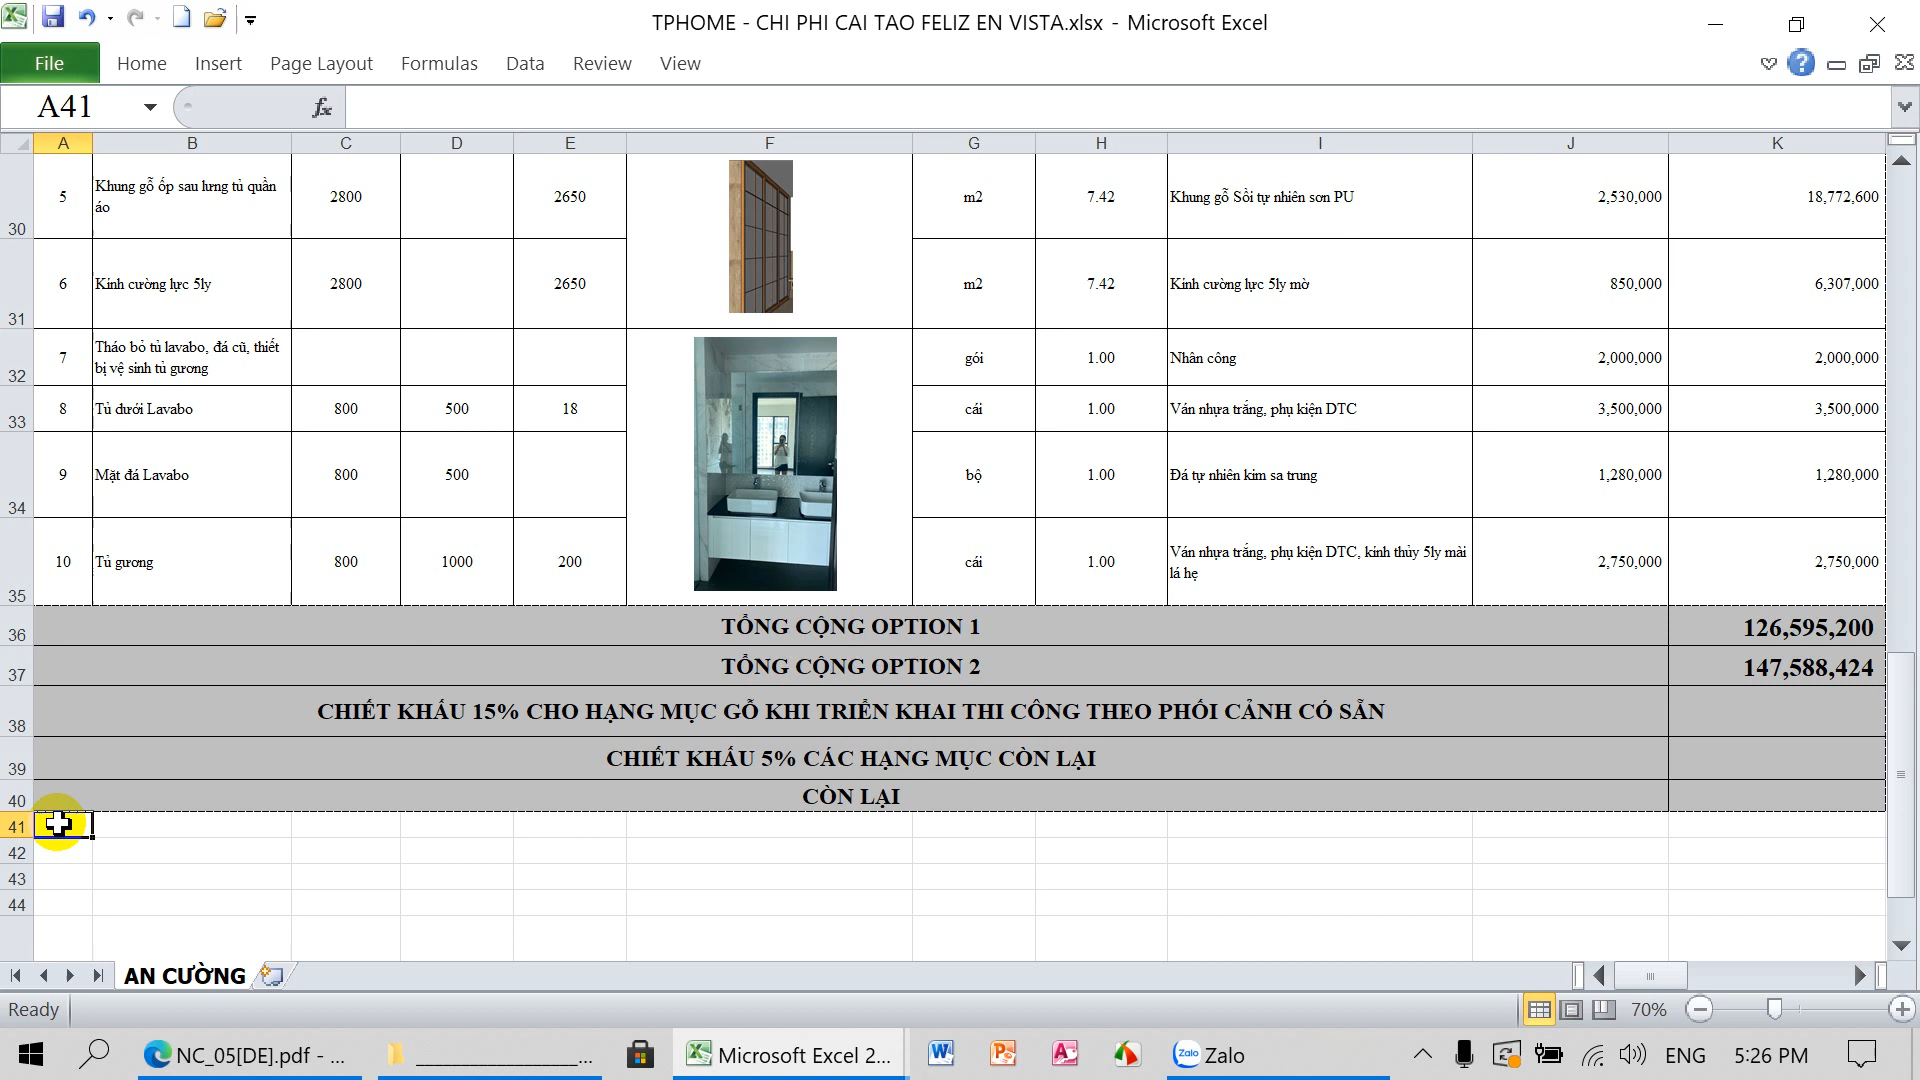 TPHOME - CHI PHI CAI TAO FELIZ EN VISTA.xlsx - Microsoft Excel
File Home Insert Page Layout Formulas Data Review View
A41 fx
A B C D E F G H I J K
30 5 Khung gỗ ốp sau lưng tủ quần áo 2800 2650 m2 7.42 Khung gỗ Sồi tự nhiên sơn PU 2,530,000 18,772,600
31 6 Kính cường lực 5ly 2800 2650 m2 7.42 Kính cường lực 5ly mờ 850,000 6,307,000
32 7 Tháo bỏ tủ lavabo, đá cũ, thiết bị vệ sinh tủ gương gói 1.00 Nhân công 2,000,000 2,000,000
33 8 Tủ dưới Lavabo 800 500 18 cái 1.00 Ván nhựa trắng, phụ kiện DTC 3,500,000 3,500,000
34 9 Mặt đá Lavabo 800 500 bộ 1.00 Đá tự nhiên kim sa trung 1,280,000 1,280,000
35 10 Tủ gương 800 1000 200 cái 1.00 Ván nhựa trắng, phụ kiện DTC, kính thủy 5ly mài lá hẹ 2,750,000 2,750,000
36 TỔNG CỘNG OPTION 1 126,595,200
37 TỔNG CỘNG OPTION 2 147,588,424
38 CHIẾT KHẤU 15% CHO HẠNG MỤC GỖ KHI TRIỂN KHAI THI CÔNG THEO PHỐI CẢNH CÓ SẴN
39 CHIẾT KHẤU 5% CÁC HẠNG MỤC CÒN LẠI
40 CÒN LẠI
41
42
43
44
AN CƯỜNG
Ready 70%
NC_05[DE].pdf - ... __________________... Microsoft Excel 2... Zalo Zalo ENG 5:26 PM